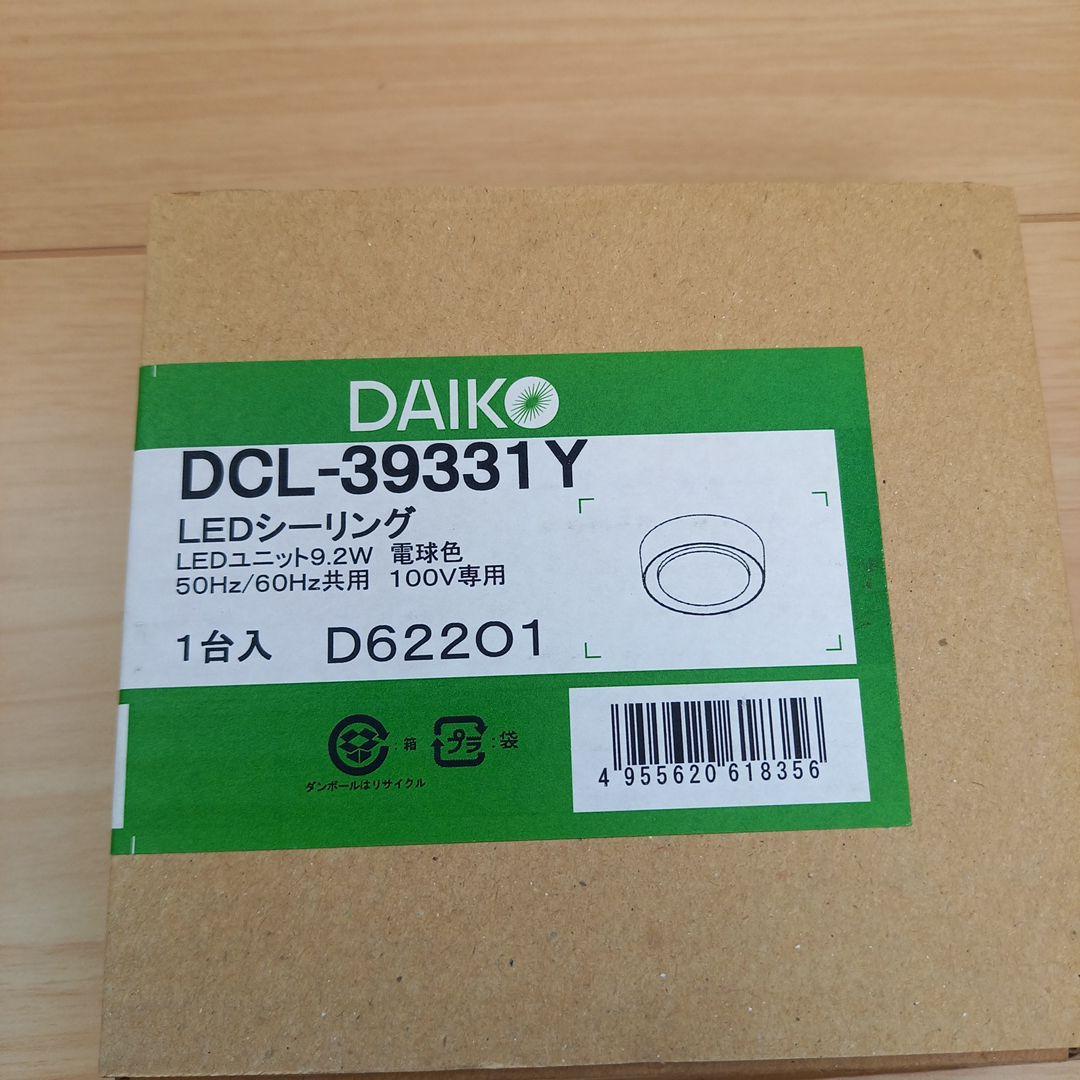 DAIKO
DCL-39331Y
LEDシーリング
LEDユニット9.2W 電球色
50Hz/60Hz共用 100V専用
1台入 D62201
:箱 プラ :袋
ダンボールはリサイクル
4 955620 618356